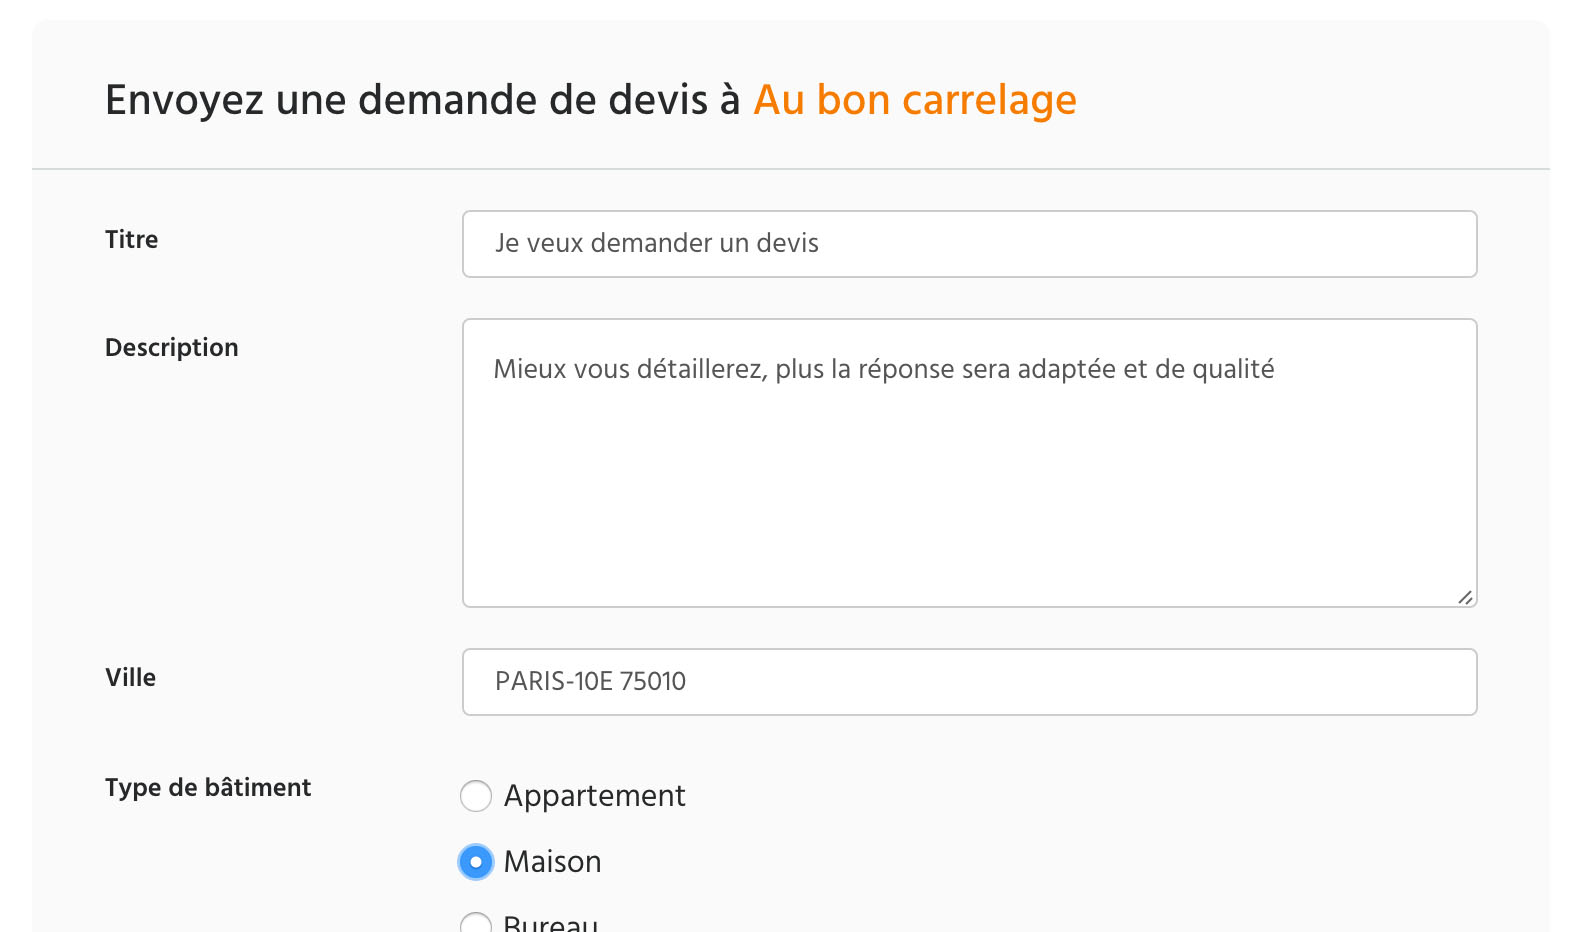 Envoyez une demande de devis à Au bon carrelage
Titre
Je veux demander un devis
Description
Mieux vous détaillerez, plus la réponse sera adaptée et de qualité
Ville
PARIS-10E 75010
Type de bâtiment
Appartement
Maison
Bureau